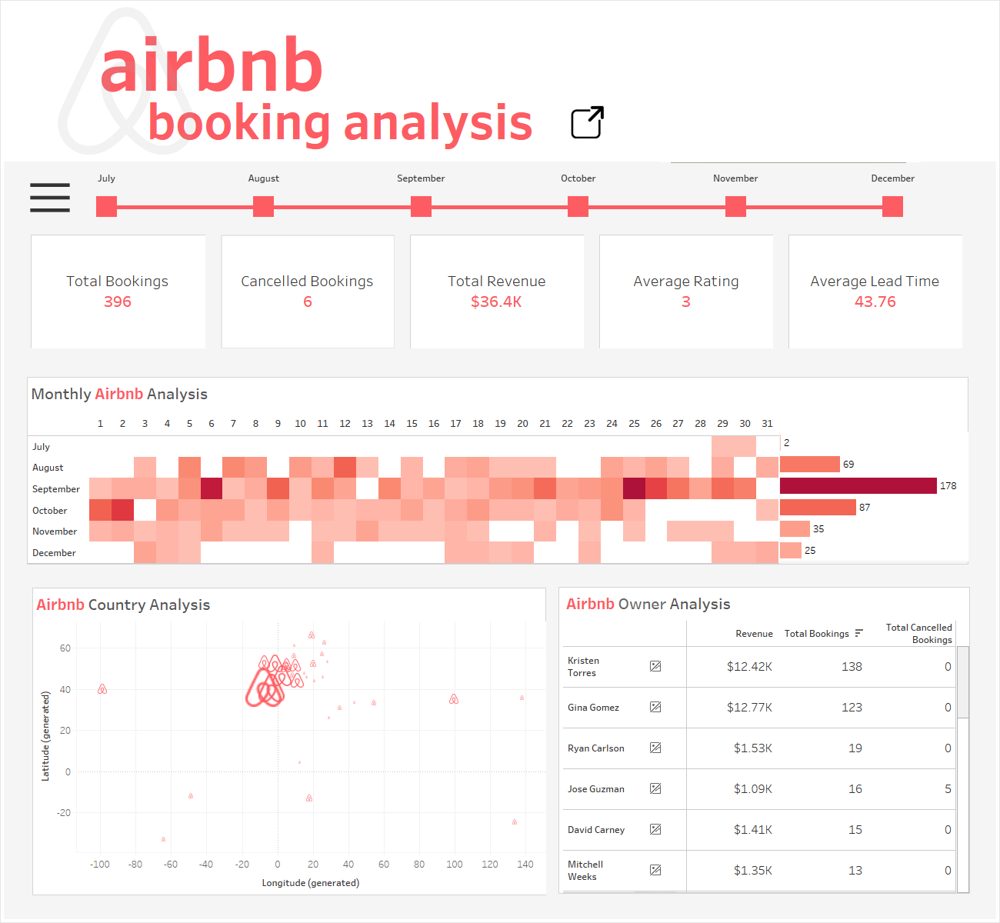 airbnb
booking analysis
July August September October November December
Total Bookings Cancelled Bookings Total Revenue Average Rating Average Lead Time
396 6 $36.4K 3 43.76
Monthly Airbnb Analysis
1 2 3 4 5 6 7 8 9 10 11 12 13 14 15 16 17 18 19 20 21 22 23 24 25 26 27 28 29 30 31
July 2
August 69
September 178
October 87
November 35
December 25
Airbnb Country Analysis
60
40
20
0
-20
Latitude (generated)
-100 -80 -60 -40 -20 0 20 40 60 80 100 120 140
Longitude (generated)
Airbnb Owner Analysis
Revenue Total Bookings Total Cancelled
Bookings
Kristen
Torres $12.42K 138 0
Gina Gomez $12.77K 123 0
Ryan Carlson $1.53K 19 0
Jose Guzman $1.09K 16 5
David Carney $1.41K 15 0
Mitchell
Weeks $1.35K 13 0